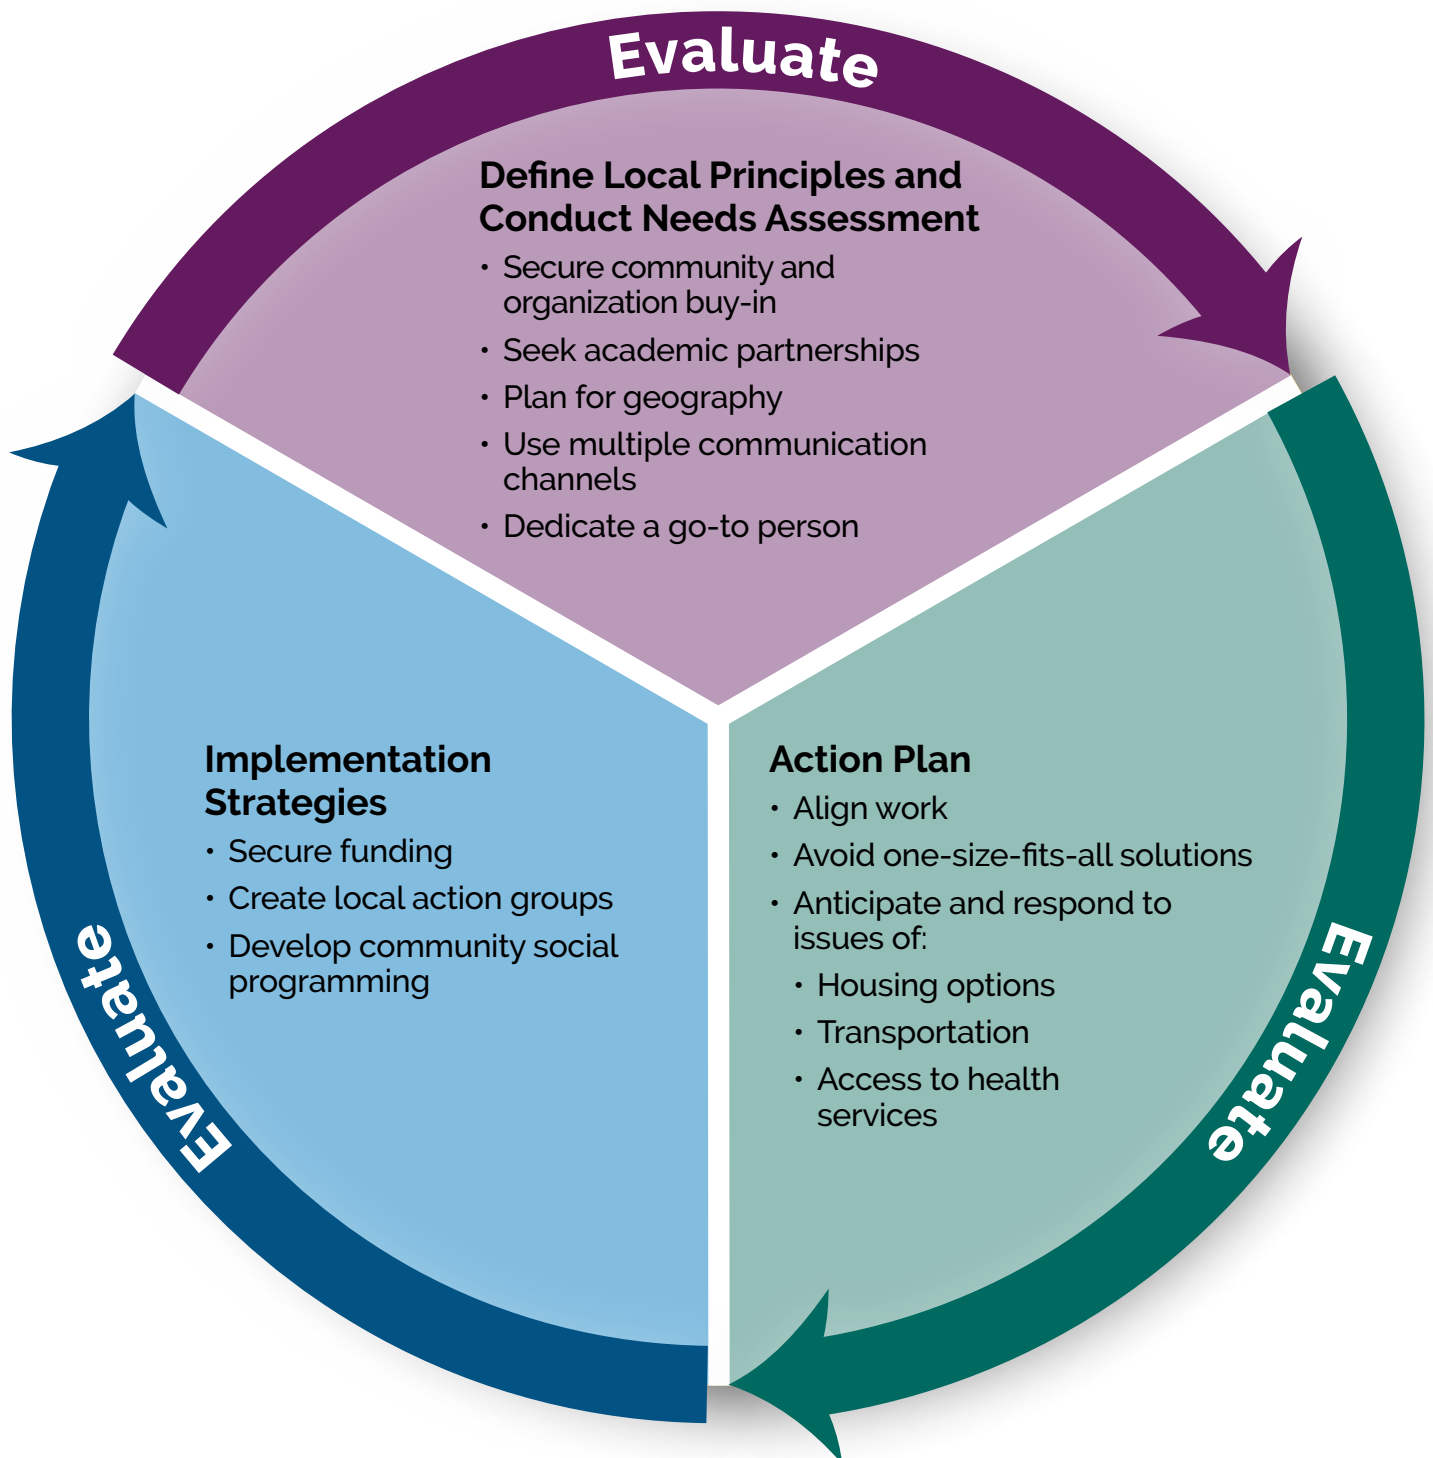 Evaluate
Define Local Principles and
Conduct Needs Assessment
• Secure community and
organization buy-in
• Seek academic partnerships
• Plan for geography
• Use multiple communication
channels
• Dedicate a go-to person
Action Plan
• Align work
• Avoid one-size-fits-all solutions
• Anticipate and respond to
issues of:
• Housing options
• Transportation
• Access to health
services
Evaluate
Implementation
Strategies
• Secure funding
• Create local action groups
• Develop community social
programming
Evaluate